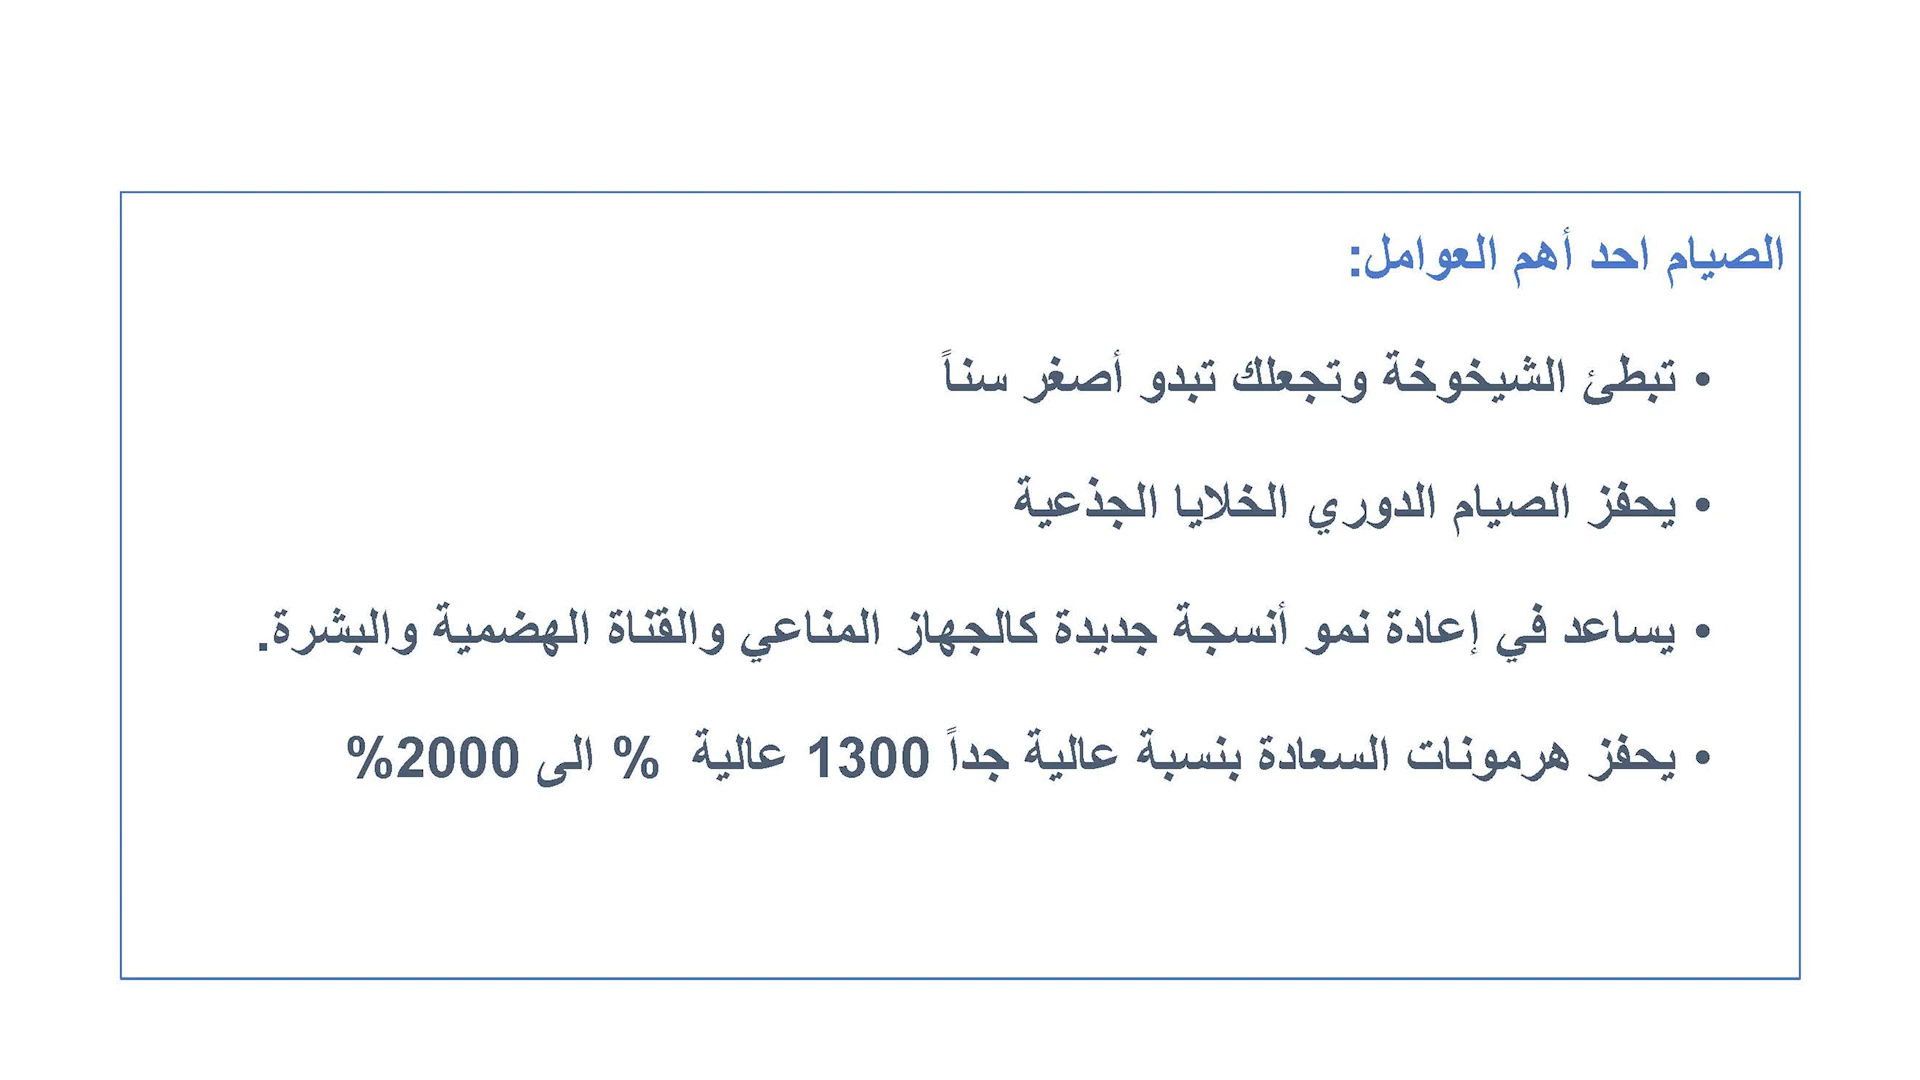 الصيام احد أهم العوامل:
• تبطئ الشيخوخة وتجعلك تبدو أصغر سناً
• يحفز الصيام الدوري الخلايا الجذعية
• يساعد في إعادة نمو أنسجة جديدة كالجهاز المناعي والقناة الهضمية والبشرة.
• يحفز هرمونات السعادة بنسبة عالية جداً 1300 عالية % الى 2000%